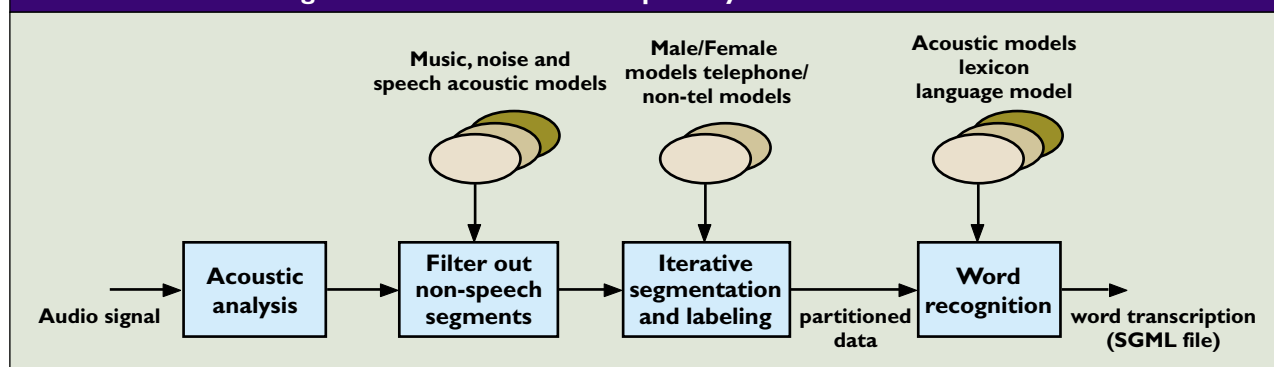 Music, noise and
speech acoustic models
Male/Female
models telephone/
non-tel models
Acoustic models
lexicon
language model
Audio signal
Acoustic
analysis
Filter out
non-speech
segments
Iterative
segmentation
and labeling
partitioned
data
Word
recognition
word transcription
(SGML file)